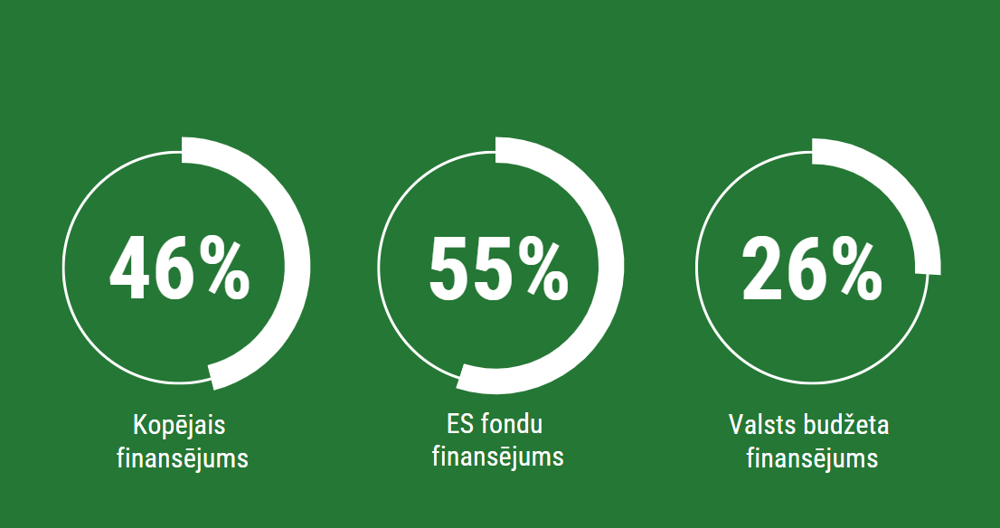 46%
55%
26%
Kopējais
finansējums
ES fondu
finansējums
Valsts budžeta
finansējums